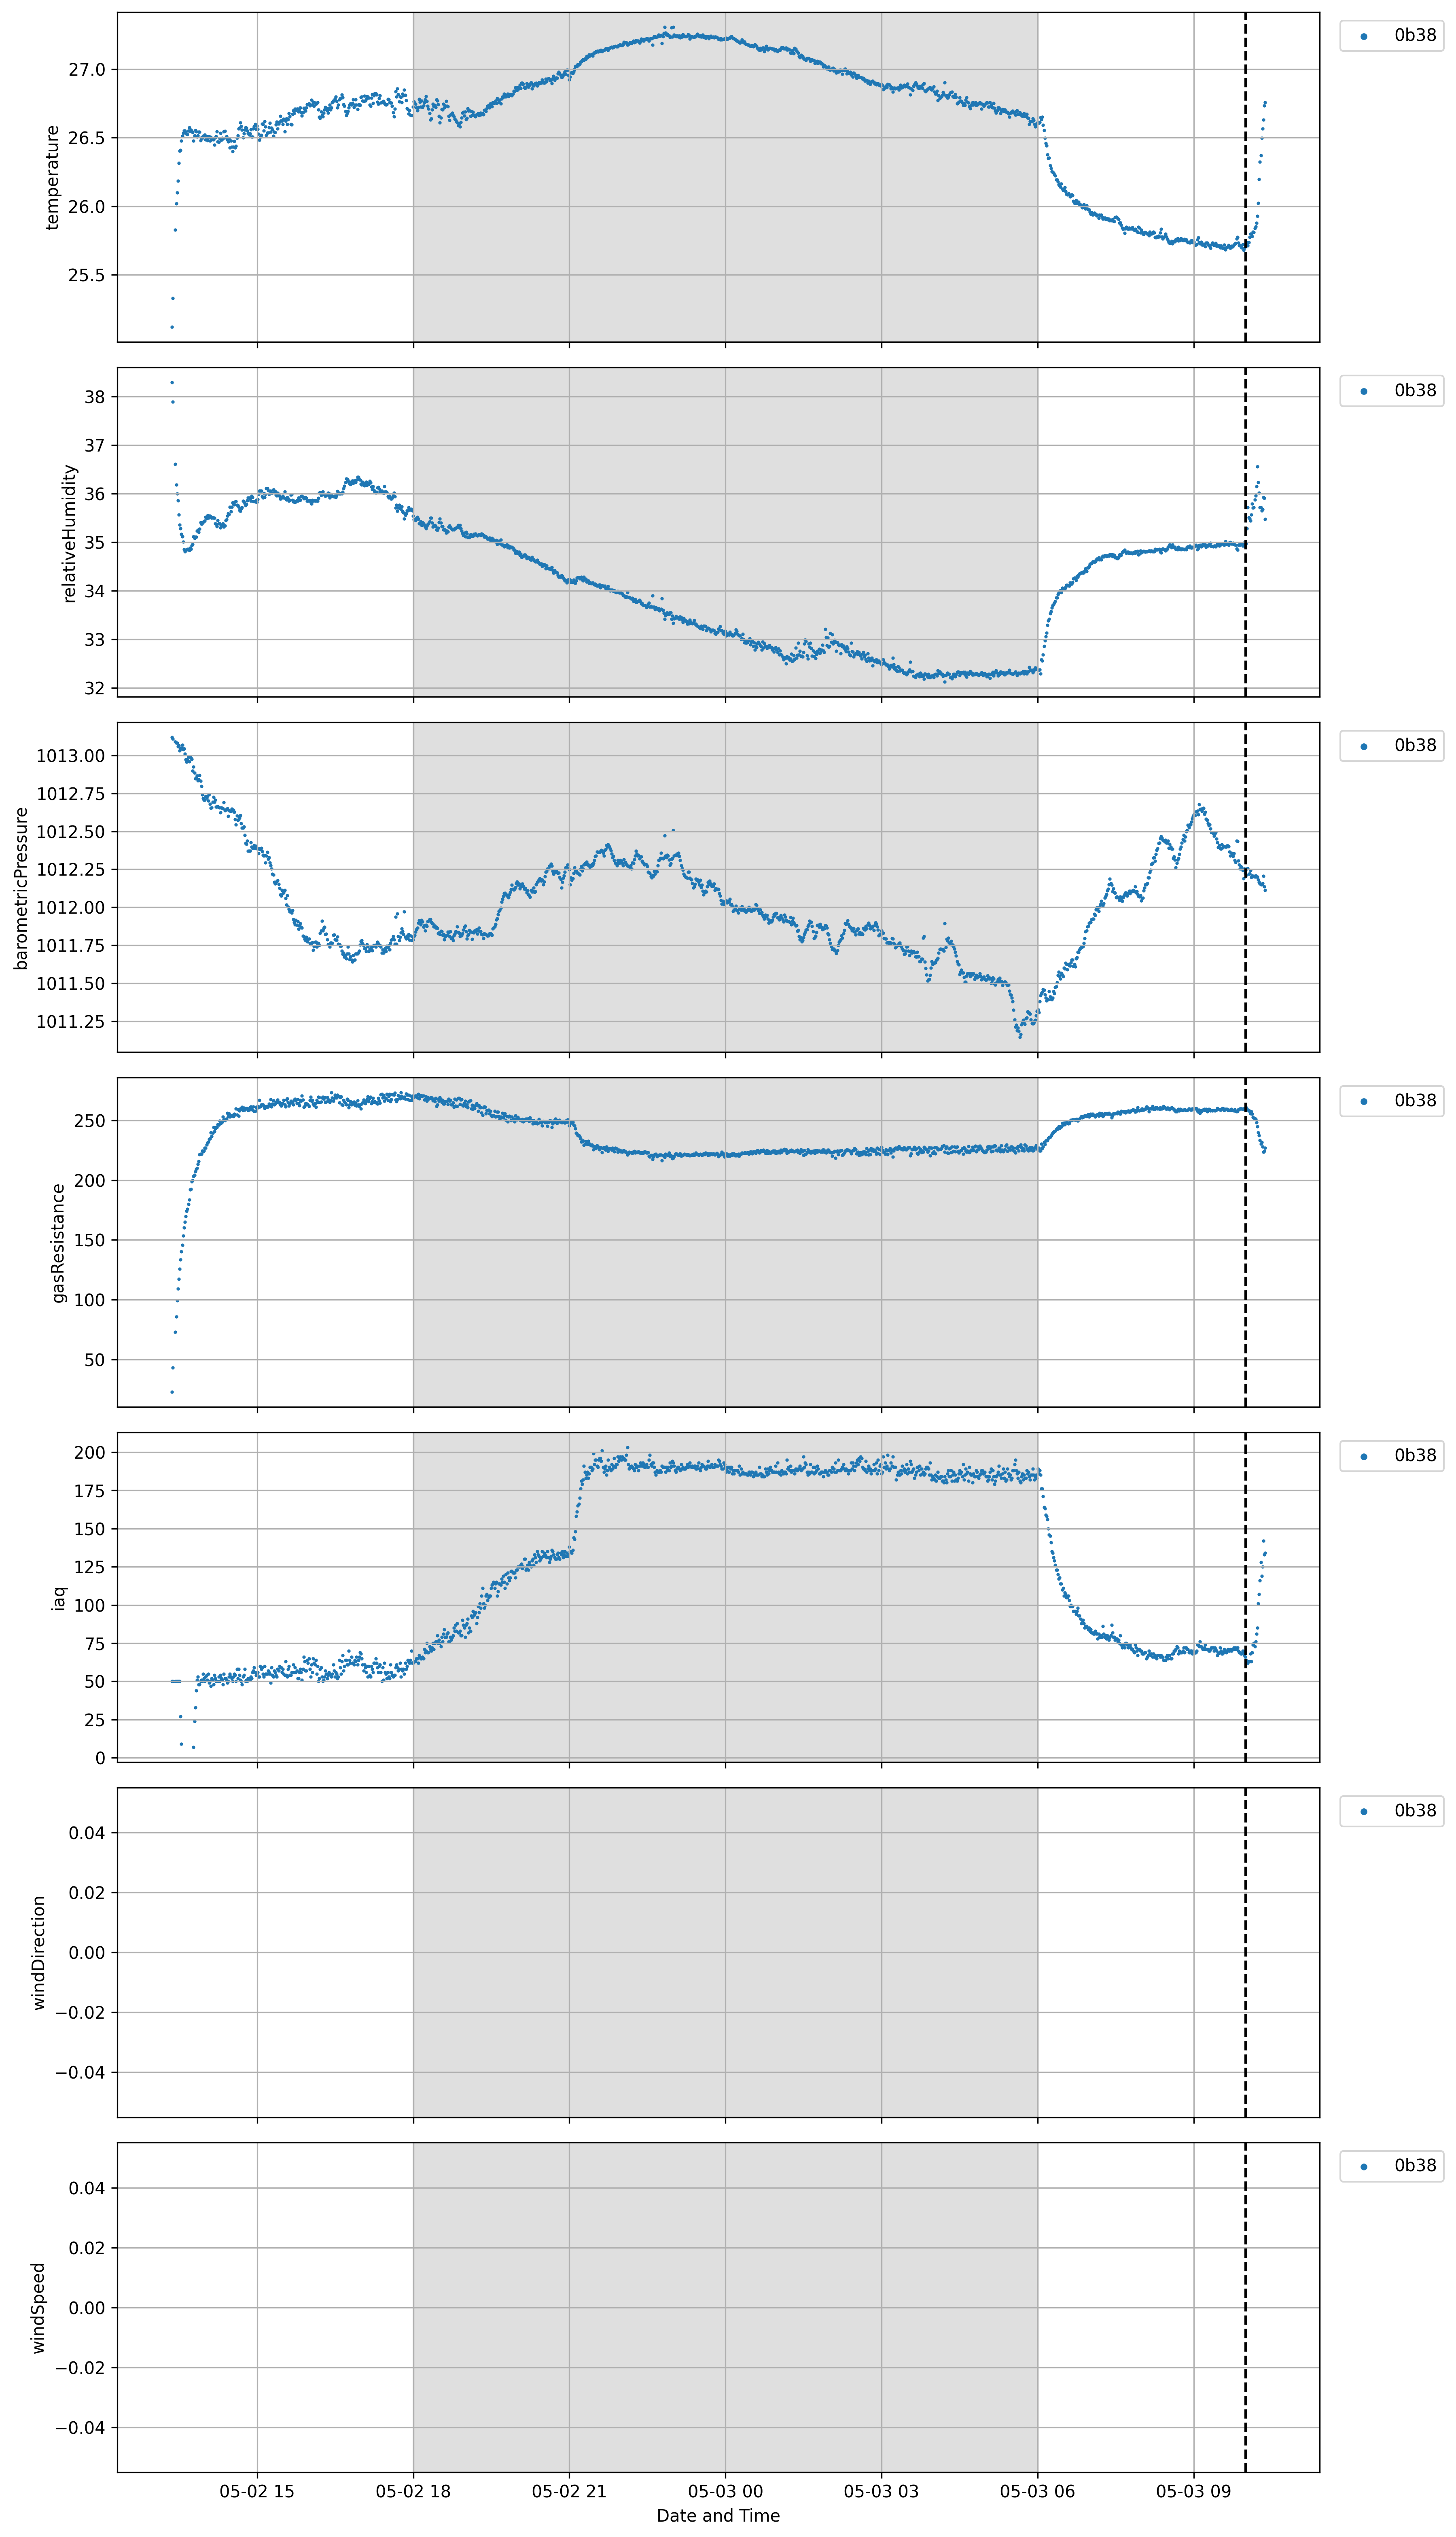 0b38
27.0
26.5
26.0
25.5
temperature
0b38
38
37
36
35
34
33
32
relativeHumidity
0b38
1013.00
1012.75
1012.50
1012.25
1012.00
1011.75
1011.50
1011.25
barometricPressure
0b38
250
200
150
100
50
gasResistance
0b38
200
175
150
125
100
75
50
25
0
iaq
0b38
0.04
0.02
0.00
−0.02
−0.04
windDirection
0b38
0.04
0.02
0.00
−0.02
−0.04
windSpeed
05-02 15 05-02 18 05-02 21 05-03 00 05-03 03 05-03 06 05-03 09
Date and Time